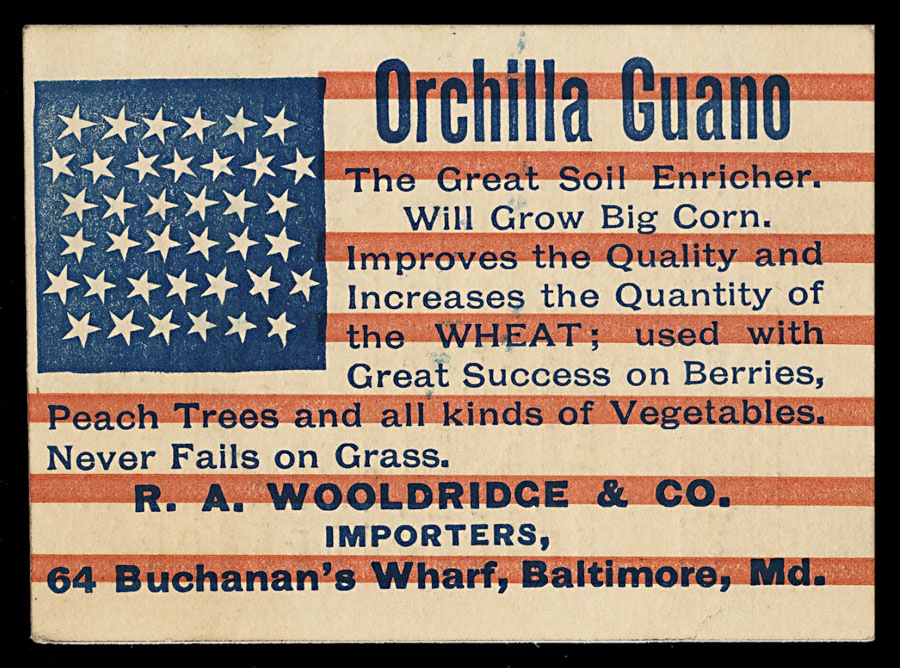 Orchilla Guano
The Great Soil Enricher.
Will Grow Big Corn.
Improves the Quality and
Increases the Quantity of
the WHEAT; used with
Great Success on Berries,
Peach Trees and all kinds of Vegetables.
Never Fails on Grass.
R. A. WOOLDRIDGE & CO.
IMPORTERS,
64 Buchanan's Wharf, Baltimore, Md.